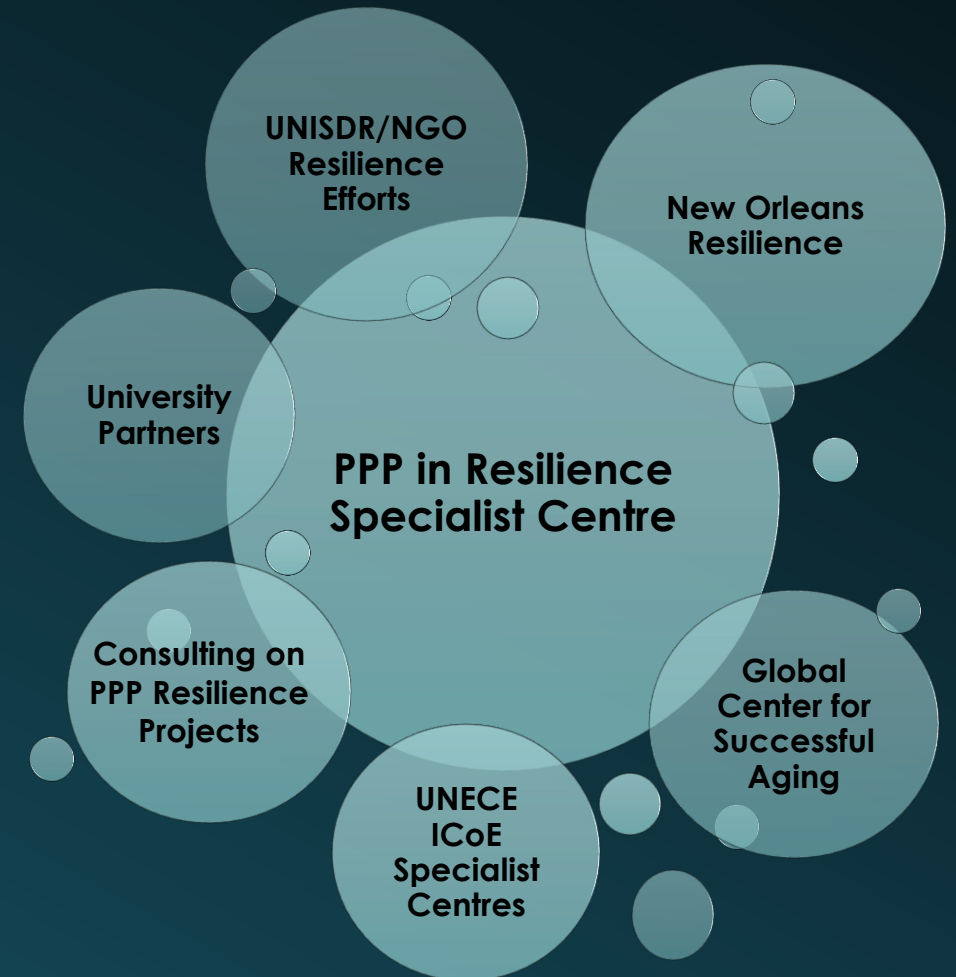 UNISDR/NGO
Resilience
Efforts
New Orleans
Resilience
University
Partners
PPP in Resilience
Specialist Centre
Consulting on
PPP Resilience
Projects
Global
Center for
Successful
Aging
UNECE
ICoE
Specialist
Centres